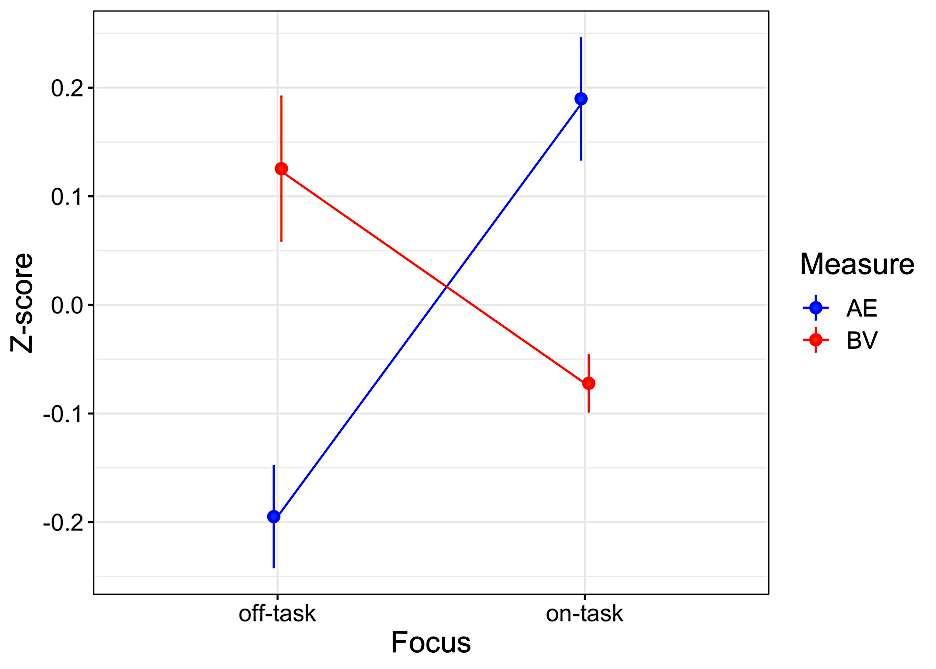 Z-score
0.2
0.1
0.0
-0.1
-0.2
off-task on-task
Focus
Measure
AE
BV